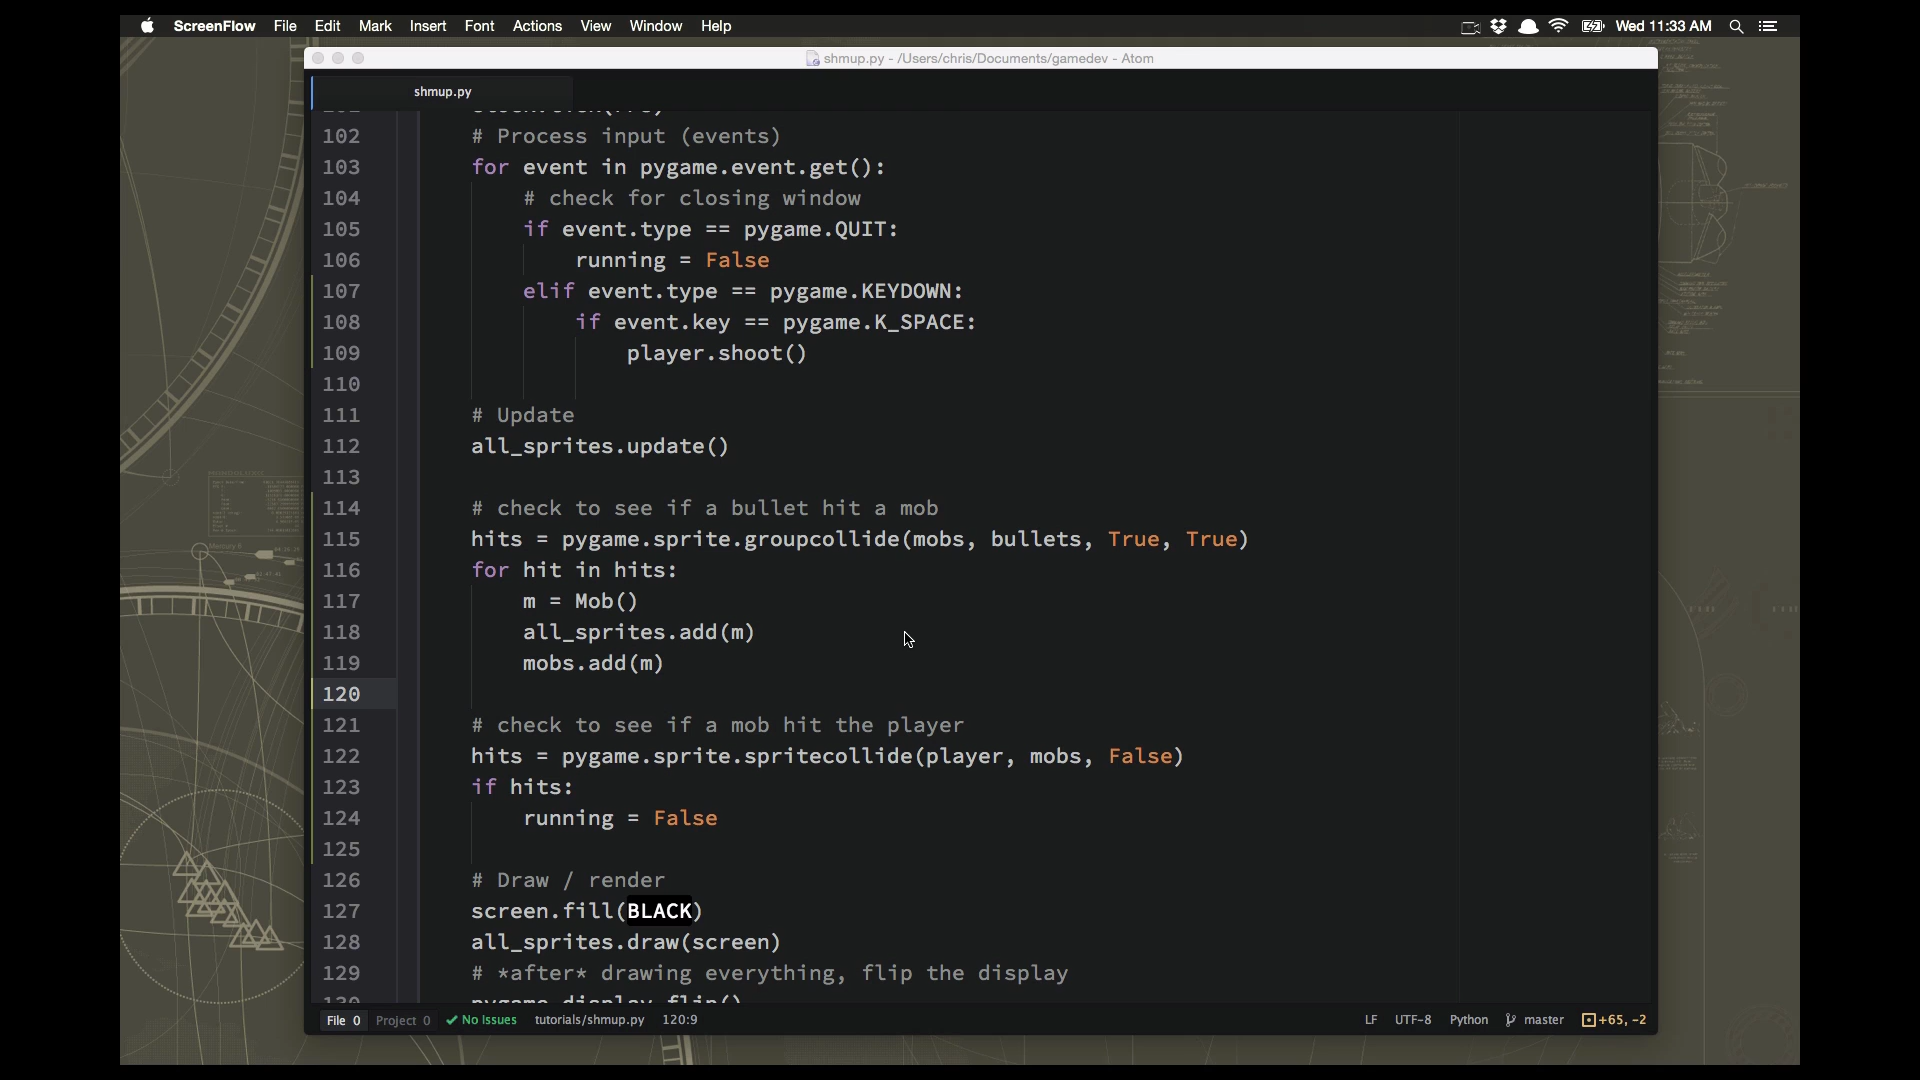 ScreenFlow File Edit Mark Insert Font Actions View Window Help Wed 11:33 AM
shmup.py - /Users/chris/Documents/gamedev - Atom
shmup.py
102 # Process input (events)
103 for event in pygame.event.get():
104 # check for closing window
105 if event.type == pygame.QUIT:
106 running = False
107 elif event.type == pygame.KEYDOWN:
108 if event.key == pygame.K_SPACE:
109 player.shoot()
110
111 # Update
112 all_sprites.update()
113
114 # check to see if a bullet hit a mob
115 hits = pygame.sprite.groupcollide(mobs, bullets, True, True)
116 for hit in hits:
117 m = Mob()
118 all_sprites.add(m)
119 mobs.add(m)
120
121 # check to see if a mob hit the player
122 hits = pygame.sprite.spritecollide(player, mobs, False)
123 if hits:
124 running = False
125
126 # Draw / render
127 screen.fill(BLACK)
128 all_sprites.draw(screen)
129 # *after* drawing everything, flip the display
130 pygame.display.flip()
File 0 Project 0 No Issues tutorials/shmup.py 120:9 LF UTF-8 Python master +65, -2